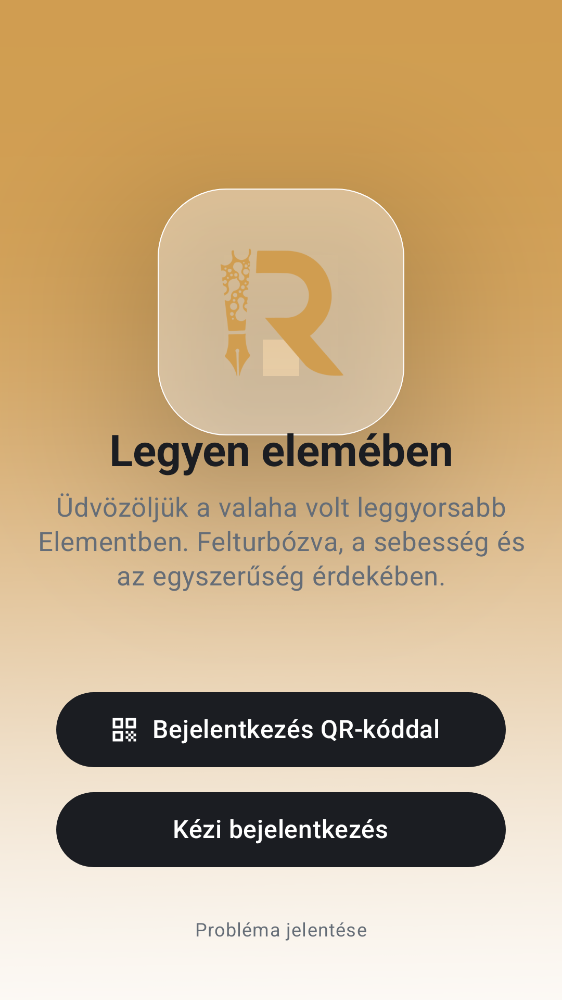 R
Legyen elemében
Üdvözöljük a valaha volt leggyorsabb
Elementben. Felturbózva, a sebesség és
az egyszerűség érdekében.
Bejelentkezés QR-kóddal
Kézi bejelentkezés
Probléma jelentése